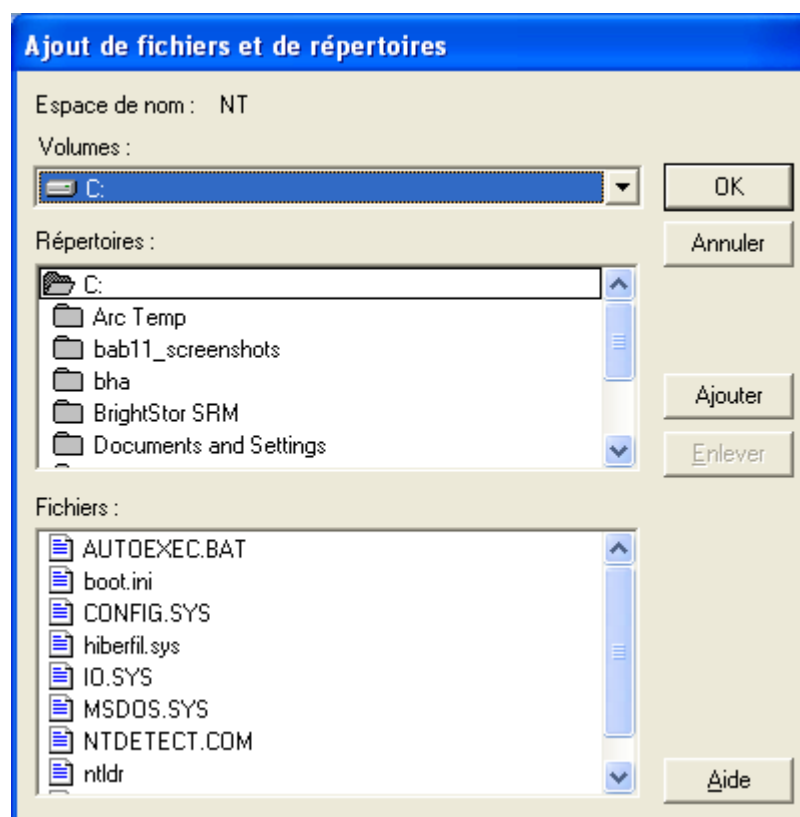 Ajout de fichiers et de répertoires
Espace de nom : NT
Volumes :
C:
OK
Répertoires :
Annuler
C:
Arc Temp
bab11_screenshots
bha
BrightStor SRM
Documents and Settings
Ajouter
Enlever
Fichiers :
AUTOEXEC.BAT
boot.ini
CONFIG.SYS
hiberfil.sys
IO.SYS
MSDOS.SYS
NTDETECT.COM
ntldr
Aide